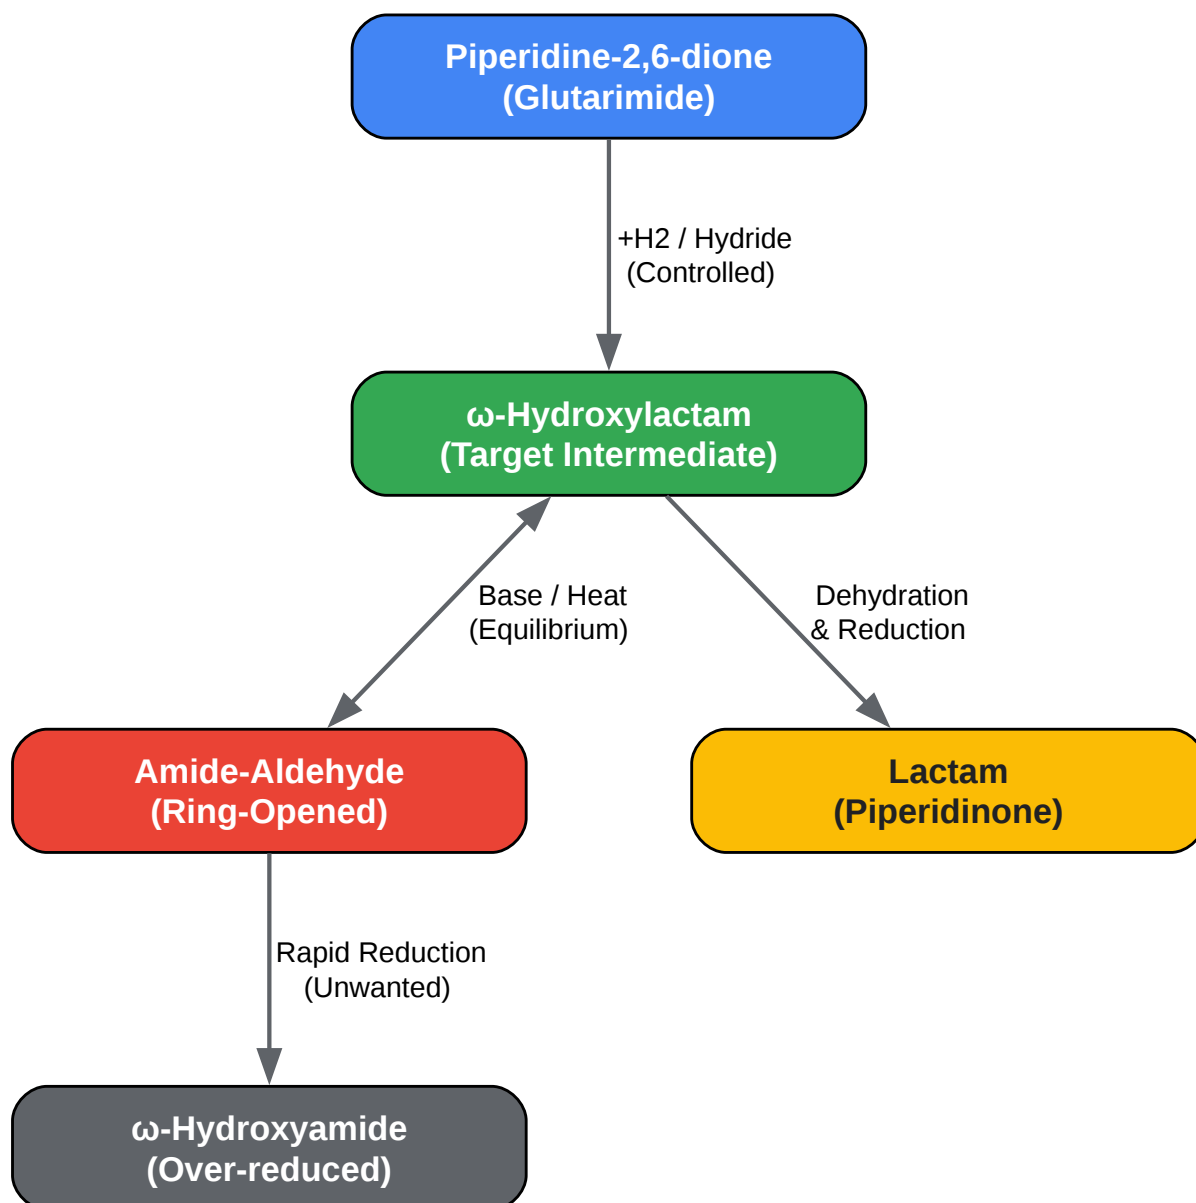 Piperidine-2,6-dione
(Glutarimide)
+H2 / Hydride
(Controlled)
ω-Hydroxylactam
(Target Intermediate)
Base / Heat
(Equilibrium)
Dehydration
& Reduction
Amide-Aldehyde
(Ring-Opened)
Lactam
(Piperidinone)
Rapid Reduction
(Unwanted)
ω-Hydroxyamide
(Over-reduced)